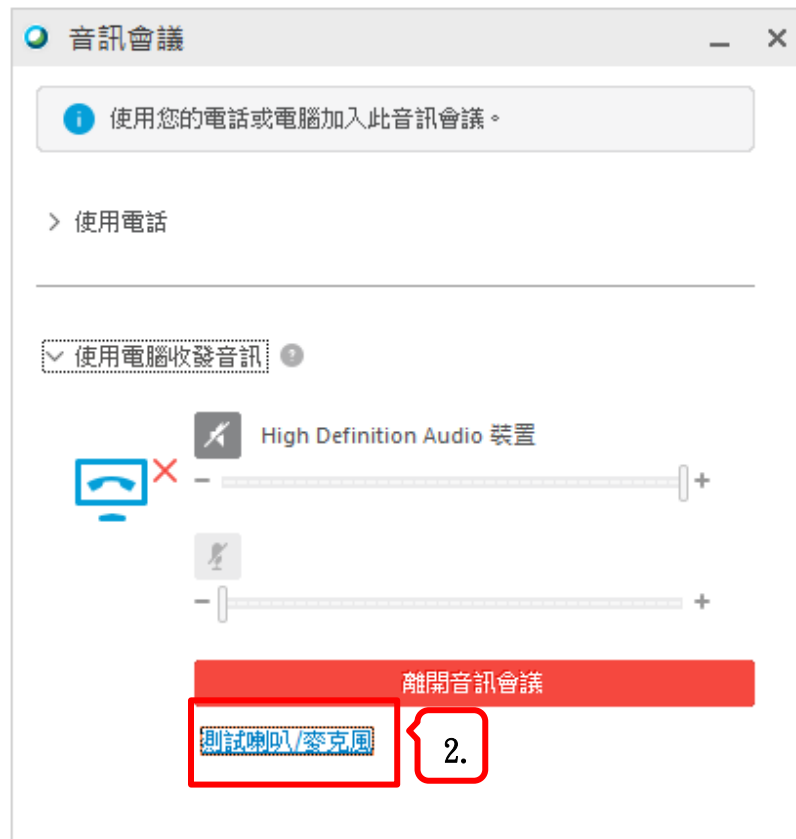 音訊會議
使用您的電話或電腦加入此音訊會議。
使用電話
使用電腦收發音訊
High Definition Audio 裝置
離開音訊會議
測試喇叭/麥克風
2.